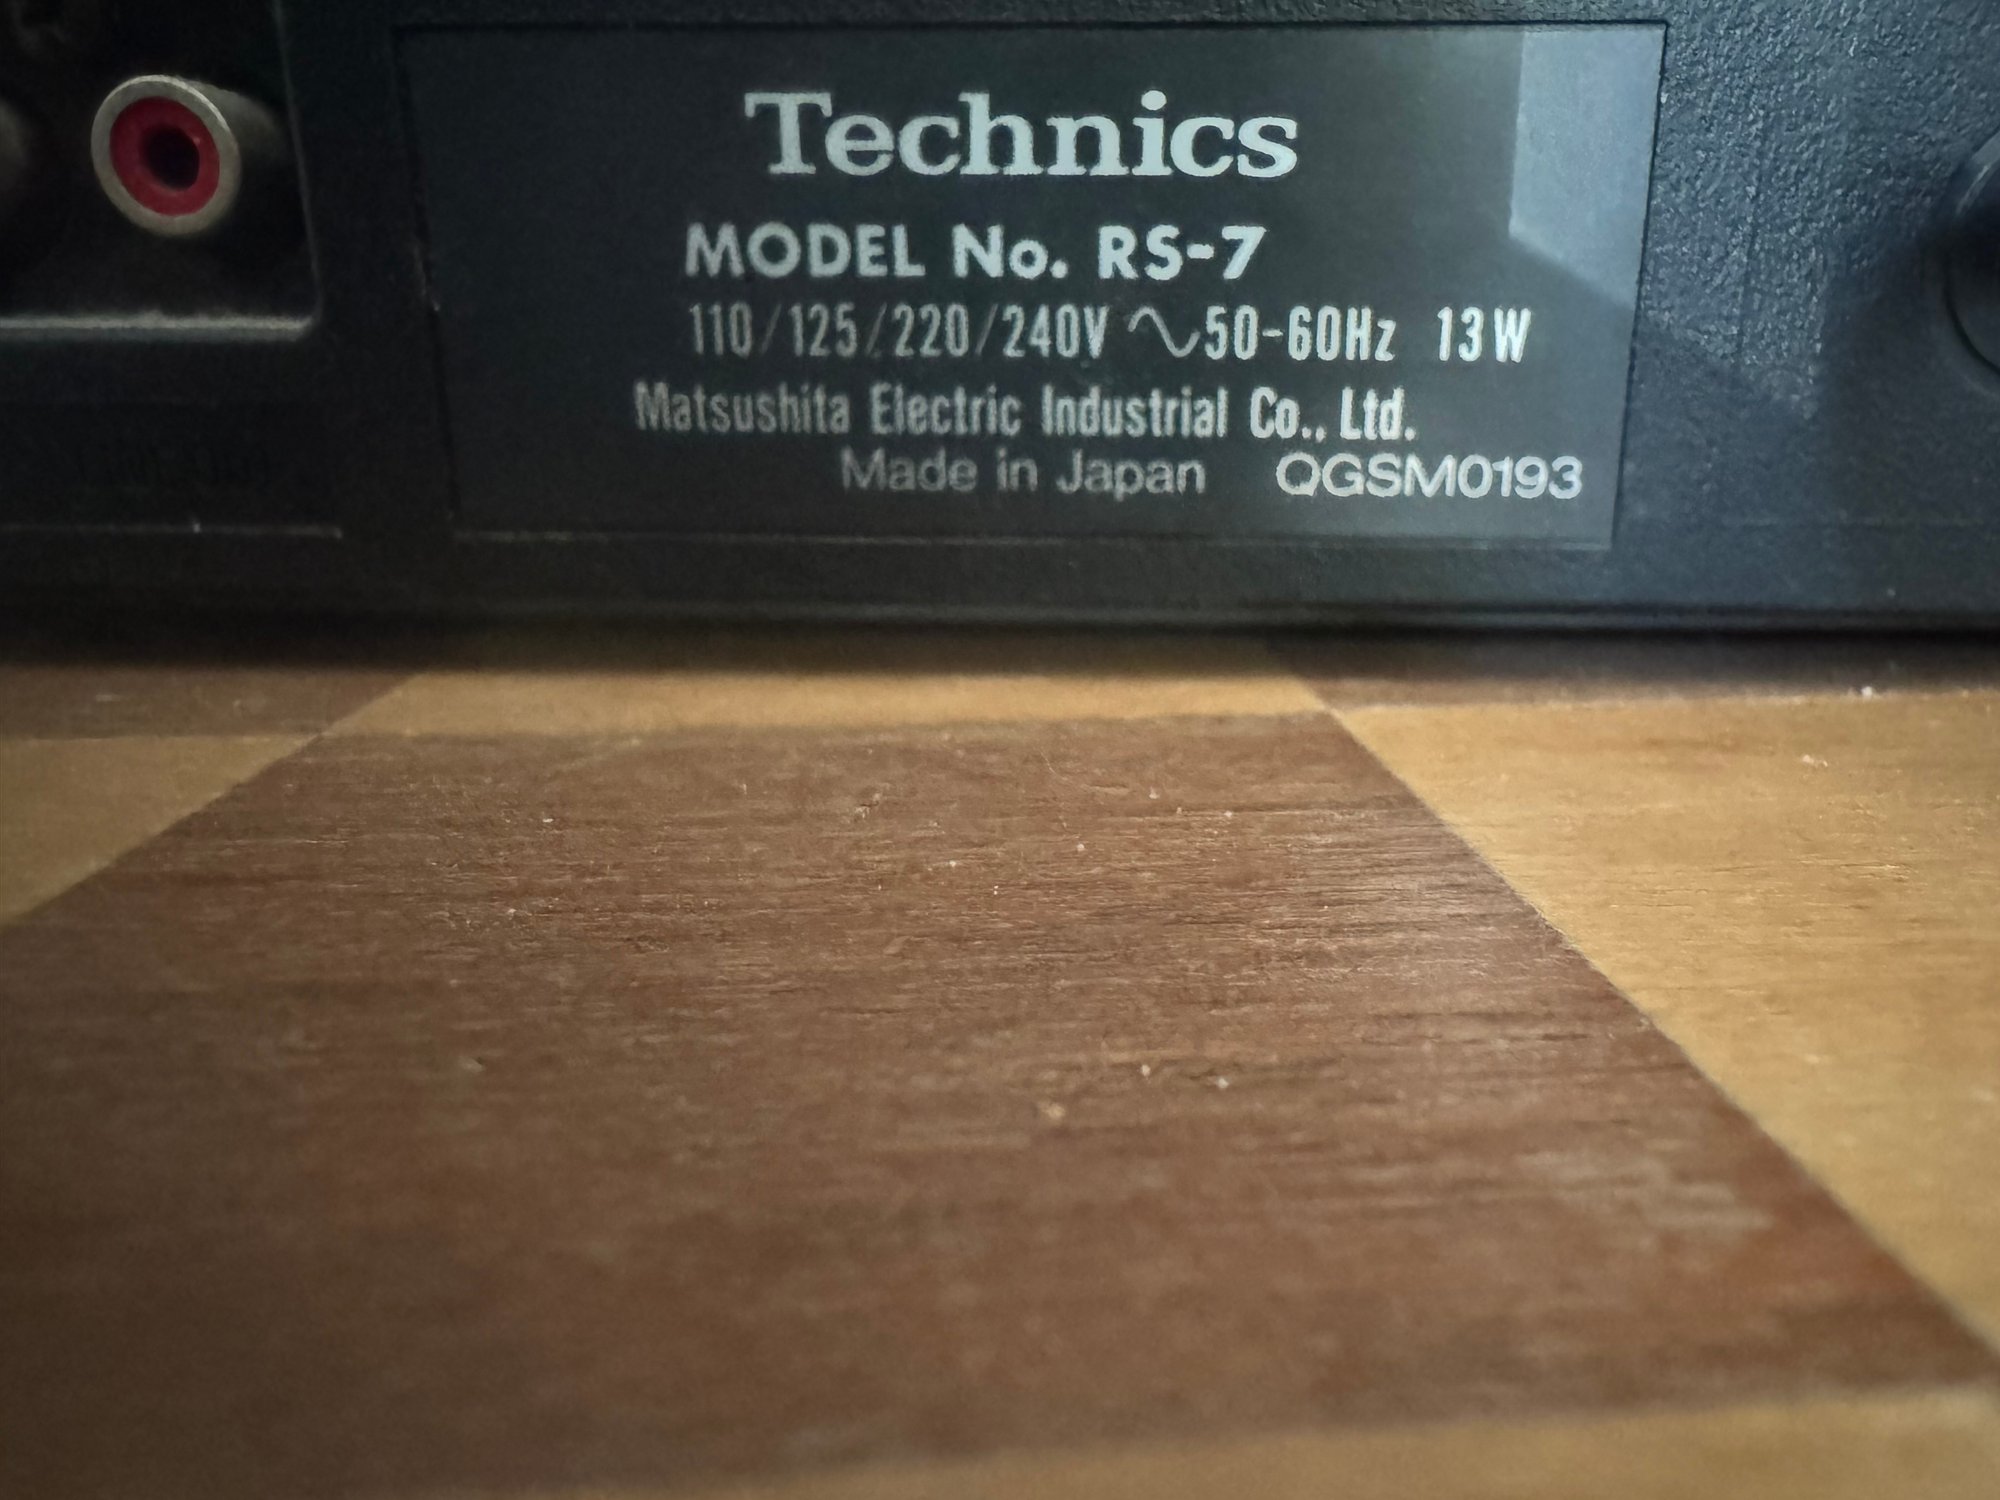 Technics
MODEL No. RS-7
110/125/220/240V ∿50-60Hz 13W
Matsushita Electric Industrial Co., Ltd.
Made in Japan QGSM0193